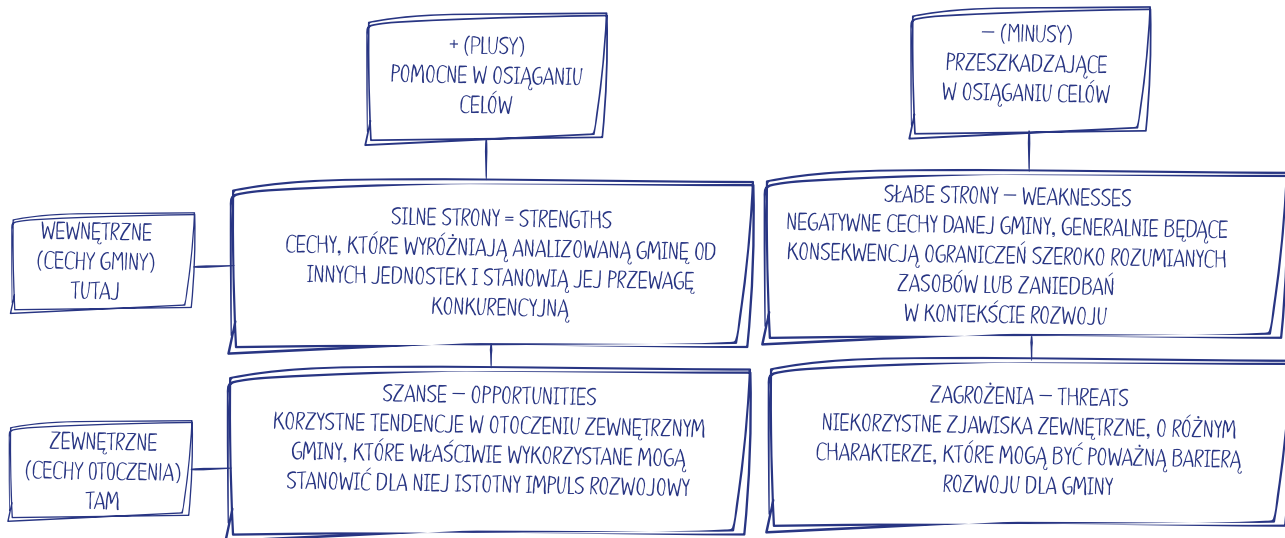 + (PLUSY)
POMOCNE W OSIĄGANIU
CELÓW
– (MINUSY)
PRZESZKADZAJĄCE
W OSIĄGANIU CELÓW
WEWNĘTRZNE
(CECHY GMINY)
TUTAJ
SILNE STRONY = STRENGTHS
CECHY, KTÓRE WYRÓŻNIAJĄ ANALIZOWANĄ GMINĘ OD
INNYCH JEDNOSTEK I STANOWIĄ JEJ PRZEWAGĘ
KONKURENCYJNĄ
SŁABE STRONY – WEAKNESSES
NEGATYWNE CECHY DANEJ GMINY, GENERALNIE BĘDĄCE
KONSEKWENCJĄ OGRANICZEŃ SZEROKO ROZUMIANYCH
ZASOBÓW LUB ZANIEDBAŃ
W KONTEKŚCIE ROZWOJU
ZEWNĘTRZNE
(CECHY OTOCZENIA)
TAM
SZANSE – OPPORTUNITIES
KORZYSTNE TENDENCJE W OTOCZENIU ZEWNĘTRZNYM
GMINY, KTÓRE WŁAŚCIWIE WYKORZYSTANE MOGĄ
STANOWIĆ DLA NIEJ ISTOTNY IMPULS ROZWOJOWY
ZAGROŻENIA – THREATS
NIEKORZYSTNE ZJAWISKA ZEWNĘTRZNE, O RÓŻNYM
CHARAKTERZE, KTÓRE MOGĄ BYĆ POWAŻNĄ BARIERĄ
ROZWOJU DLA GMINY